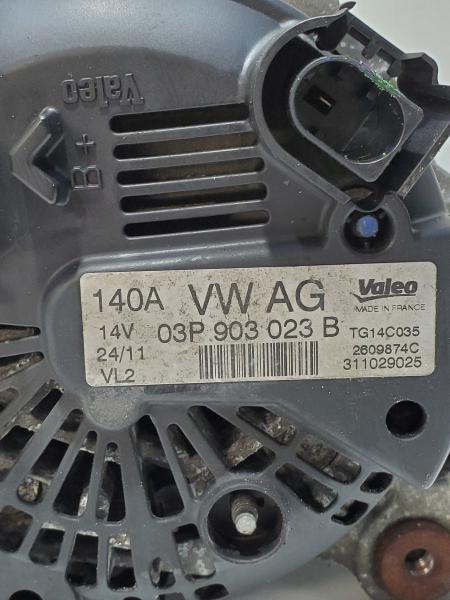 Valeo
B+
140A VW AG Valeo
MADE IN FRANCE
14V 03P 903 023 B TG14C035
24/11 2609874C
VL2 311029025